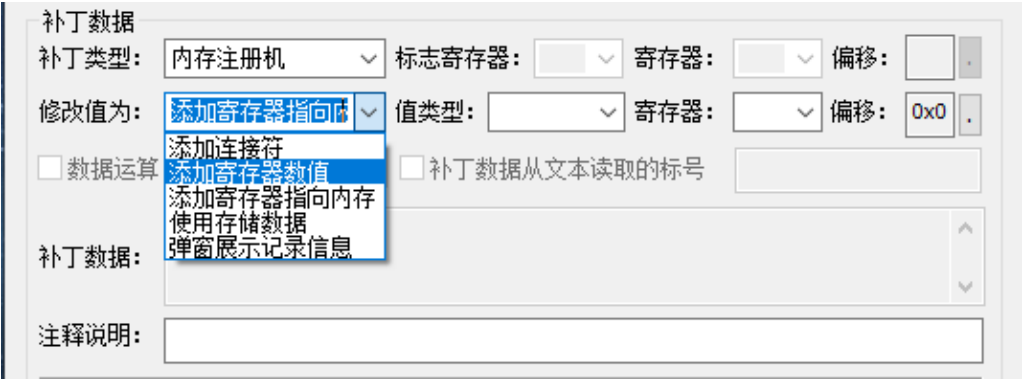 补丁数据
补丁类型： 内存注册机 标志寄存器： 寄存器： 偏移： .
修改值为： 添加寄存器指向 值类型： 寄存器： 偏移： 0x0 .
添加连接符
数据运算 添加寄存器数值 补丁数据从文本读取的标号
添加寄存器指向内存
使用存储数据
弹窗展示记录信息
补丁数据：
注释说明：